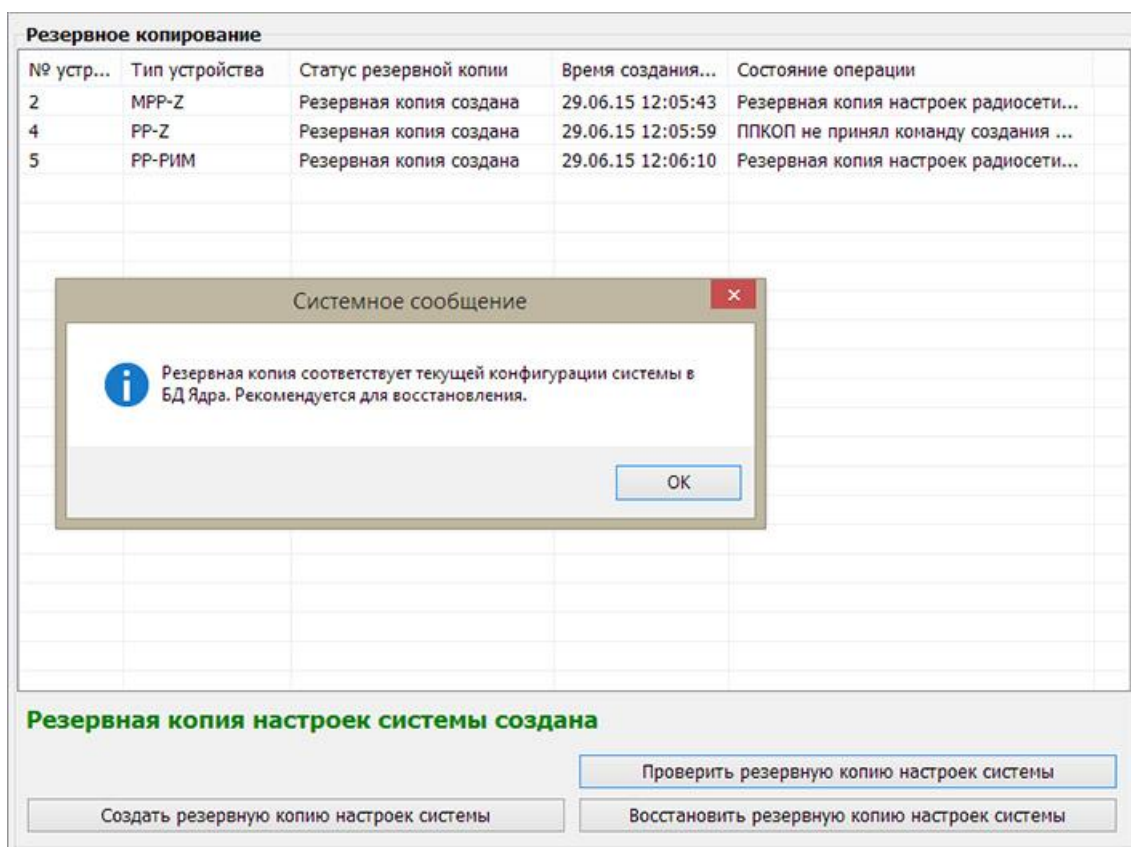 Резервное копирование
№ устр... Тип устройства Статус резервной копии Время создания... Состояние операции
2 МРР-Z Резервная копия создана 29.06.15 12:05:43 Резервная копия настроек радиосети...
4 PP-Z Резервная копия создана 29.06.15 12:05:59 ППКОП не принял команду создания ...
5 РР-РИМ Резервная копия создана 29.06.15 12:06:10 Резервная копия настроек радиосети...
Системное сообщение
Резервная копия соответствует текущей конфигурации системы в
БД Ядра. Рекомендуется для восстановления.
ОК
Резервная копия настроек системы создана
Проверить резервную копию настроек системы
Создать резервную копию настроек системы
Восстановить резервную копию настроек системы